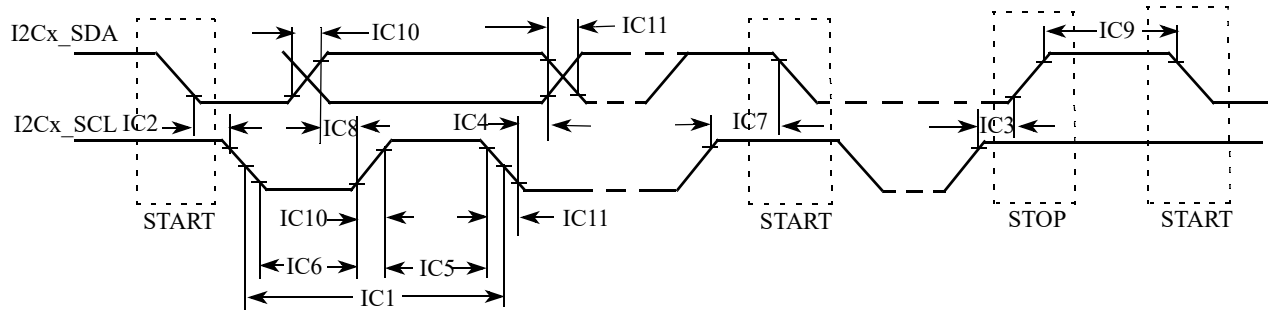 I2Cx_SDA IC10 IC11 IC9
I2Cx_SCL IC2 IC8 IC4 IC7 IC3
START IC10 IC11 START STOP START
IC6 IC5
IC1